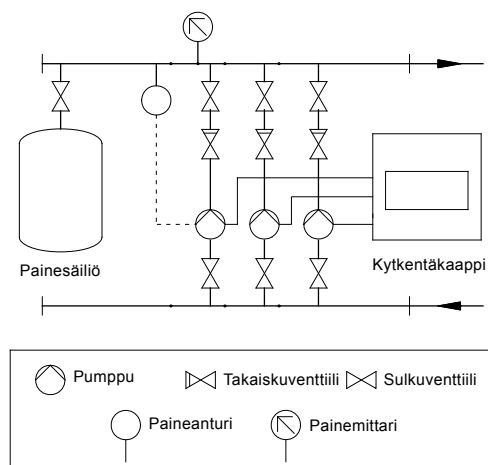 Painesäiliö
Kytkentäkaappi
Pumppu
Takaiskuventtiili
Sulkuventtiili
Paineanturi
Painemittari